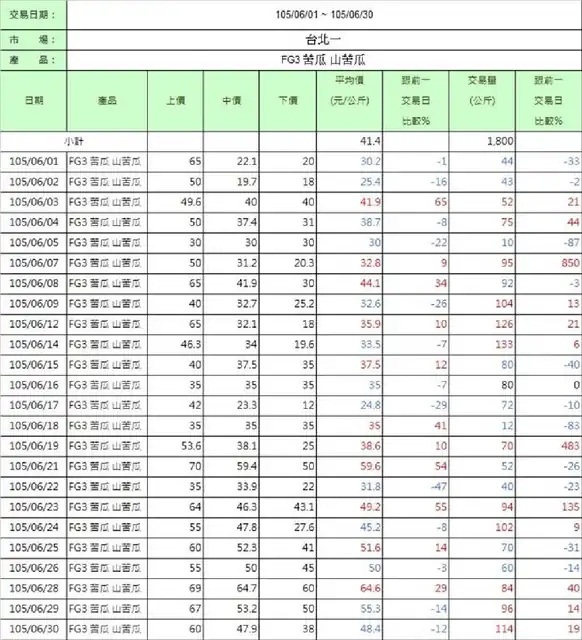 交易日期： 105/06/01 ~ 105/06/30
市 場： 台北一
產 品： FG3 苦瓜 山苦瓜
日期 產品 上價 中價 下價 平均價 (元/公斤) 跟前一 交易日 比較% 交易量 (公斤) 跟前一 交易日 比較%
小計 41.4 1,800
105/06/01 FG3 苦瓜 山苦瓜 65 22.1 20 30.2 -1 44 -33
105/06/02 FG3 苦瓜 山苦瓜 50 19.7 18 25.4 -16 43 -2
105/06/03 FG3 苦瓜 山苦瓜 49.6 40 40 41.9 65 52 21
105/06/04 FG3 苦瓜 山苦瓜 50 37.4 31 38.7 -8 75 44
105/06/05 FG3 苦瓜 山苦瓜 30 30 30 30 -22 10 -87
105/06/07 FG3 苦瓜 山苦瓜 50 31.2 20.3 32.8 9 95 850
105/06/08 FG3 苦瓜 山苦瓜 65 41.9 30 44.1 34 92 -3
105/06/09 FG3 苦瓜 山苦瓜 40 32.7 25.2 32.6 -26 104 13
105/06/12 FG3 苦瓜 山苦瓜 65 32.1 18 35.9 10 126 21
105/06/14 FG3 苦瓜 山苦瓜 46.3 34 19.6 33.5 -7 133 6
105/06/15 FG3 苦瓜 山苦瓜 40 37.5 35 37.5 12 80 -40
105/06/16 FG3 苦瓜 山苦瓜 35 35 35 35 -7 80 0
105/06/17 FG3 苦瓜 山苦瓜 42 23.3 12 24.8 -29 72 -10
105/06/18 FG3 苦瓜 山苦瓜 35 35 35 35 41 12 -83
105/06/19 FG3 苦瓜 山苦瓜 53.6 38.1 25 38.6 10 70 483
105/06/21 FG3 苦瓜 山苦瓜 70 59.4 50 59.6 54 52 -26
105/06/22 FG3 苦瓜 山苦瓜 35 33.9 22 31.8 -47 40 -23
105/06/23 FG3 苦瓜 山苦瓜 64 46.3 43.1 49.2 55 94 135
105/06/24 FG3 苦瓜 山苦瓜 55 47.8 27.6 45.2 -8 102 9
105/06/25 FG3 苦瓜 山苦瓜 60 52.3 41 51.6 14 70 -31
105/06/26 FG3 苦瓜 山苦瓜 55 50 45 50 -3 60 -14
105/06/28 FG3 苦瓜 山苦瓜 69 64.7 60 64.6 29 84 40
105/06/29 FG3 苦瓜 山苦瓜 67 53.2 50 55.3 -14 96 14
105/06/30 FG3 苦瓜 山苦瓜 60 47.9 38 48.4 -12 114 19